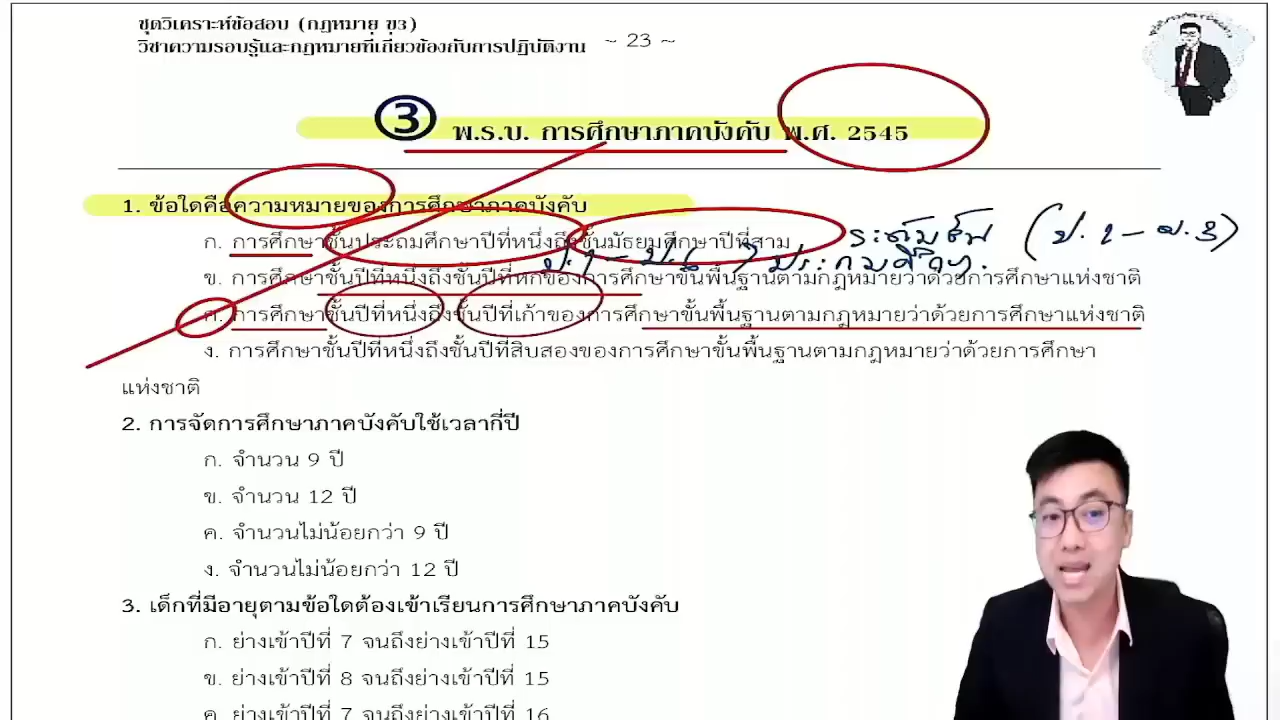 ชุดวิเคราะห์ข้อสอบ (กฎหมาย ข3)
วิชาความรอบรู้และกฎหมายที่เกี่ยวข้องกับการปฏิบัติงาน ~ 23 ~
3 พ.ร.บ. การศึกษาภาคบังคับ พ.ศ. 2545
1. ข้อใดคือความหมายของการศึกษาภาคบังคับ
ก. การศึกษาชั้นประถมศึกษาปีที่หนึ่งถึงชั้นมัธยมศึกษาปีที่สาม (ป.1 - ม.3)
ข. การศึกษาชั้นปีที่หนึ่งถึงชั้นปีที่หกของการศึกษาขั้นพื้นฐานตามกฎหมายว่าด้วยการศึกษาแห่งชาติ
ค. การศึกษาชั้นปีที่หนึ่งถึงชั้นปีที่เก้าของการศึกษาขั้นพื้นฐานตามกฎหมายว่าด้วยการศึกษาแห่งชาติ
ง. การศึกษาชั้นปีที่หนึ่งถึงชั้นปีที่สิบสองของการศึกษาขั้นพื้นฐานตามกฎหมายว่าด้วยการศึกษา
แห่งชาติ
2. การจัดการศึกษาภาคบังคับใช้เวลากี่ปี
ก. จำนวน 9 ปี
ข. จำนวน 12 ปี
ค. จำนวนไม่น้อยกว่า 9 ปี
ง. จำนวนไม่น้อยกว่า 12 ปี
3. เด็กที่มีอายุตามข้อใดต้องเข้าเรียนการศึกษาภาคบังคับ
ก. ย่างเข้าปีที่ 7 จนถึงย่างเข้าปีที่ 15
ข. ย่างเข้าปีที่ 8 จนถึงย่างเข้าปีที่ 15
ค. ย่างเข้าปีที่ 7 จนถึงย่างเข้าปีที่ 16